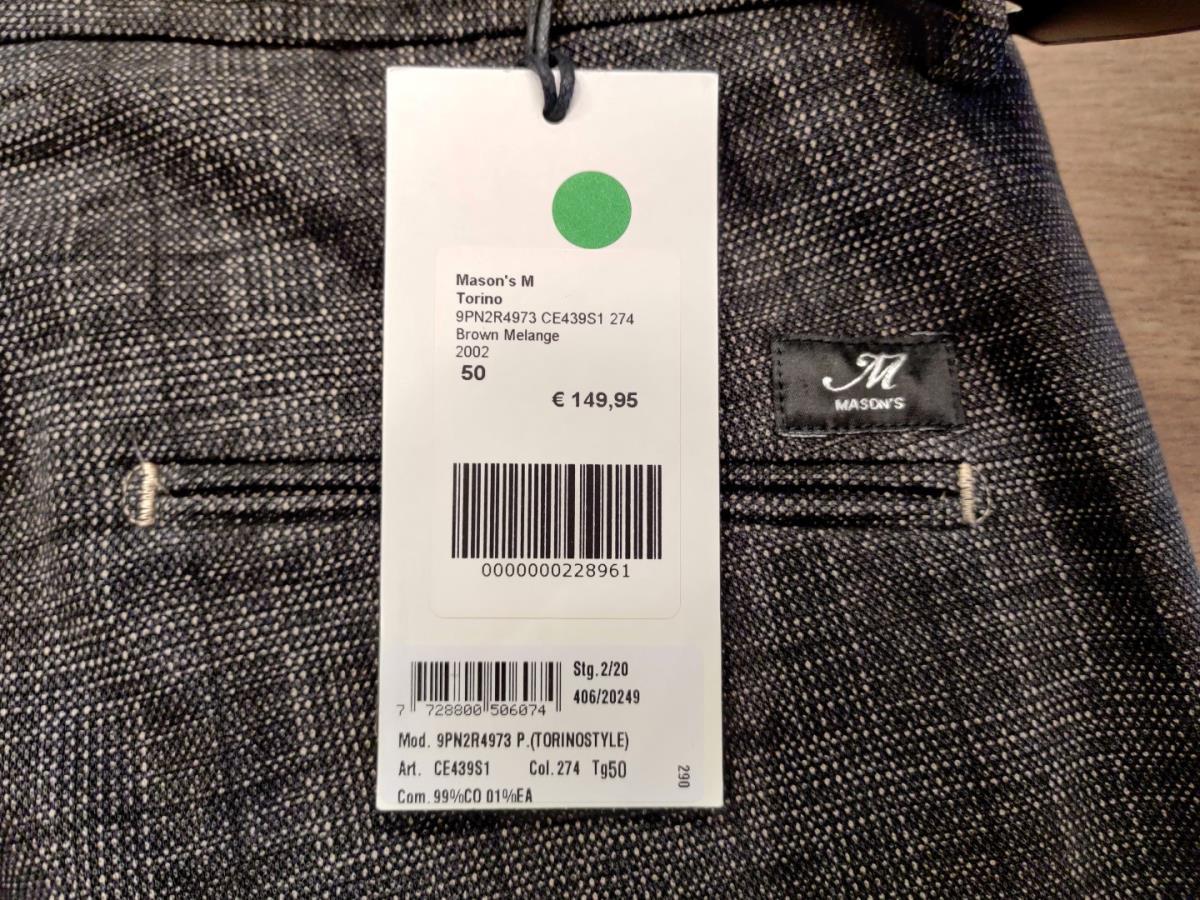 Mason's M
Torino
9PN2R4973 CE439S1 274
Brown Melange
2002
50
€ 149,95
0000000228961
M
MASON'S
7 728800 506074
Stg.2/20
406/20249
Mod. 9PN2R4973 P.(TORINOSTYLE)
Art. CE439S1 Col.274 Tg50
290
Com.99%CO 01%EA